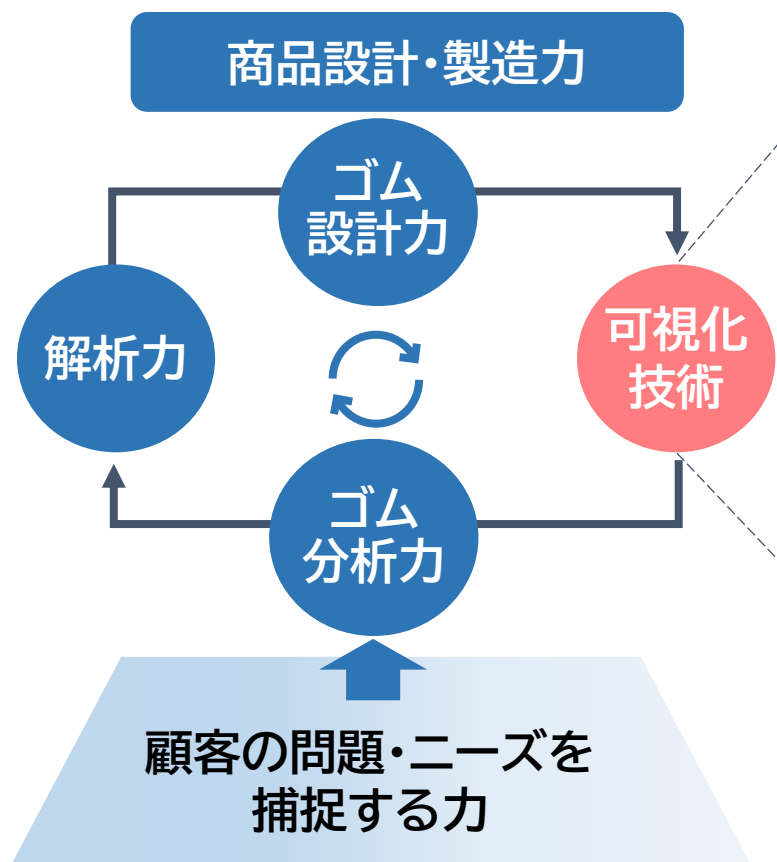 商品設計・製造力
ゴム
設計力
解析力
可視化
技術
ゴム
分析力
顧客の問題・ニーズを
捕捉する力